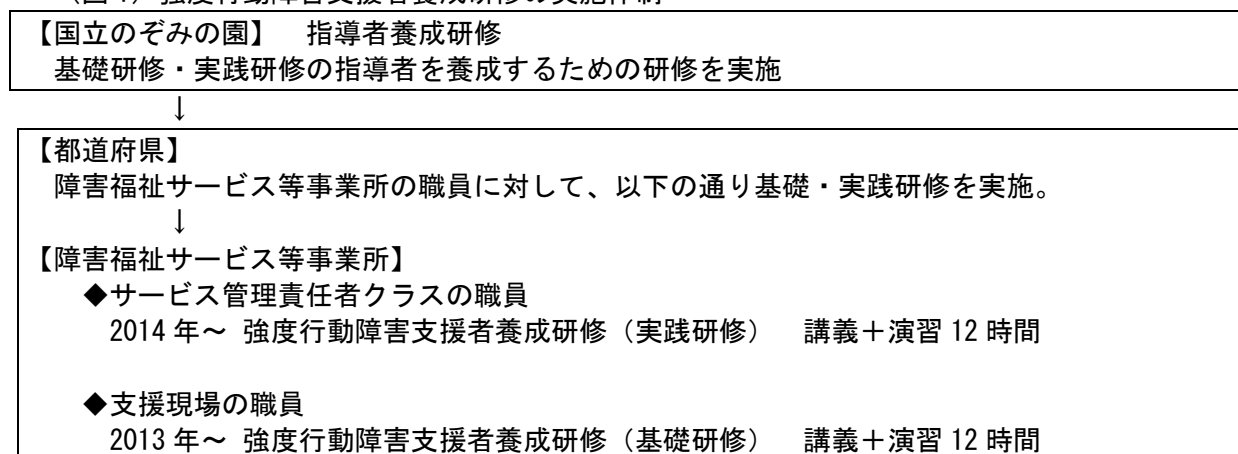 【国立のぞみの園】　指導者養成研修
基礎研修・実践研修の指導者を養成するための研修を実施
↓
【都道府県】
障害福祉サービス等事業所の職員に対して、以下の通り基礎・実践研修を実施。
↓
【障害福祉サービス等事業所】
◆サービス管理責任者クラスの職員
2014 年～ 強度行動障害支援者養成研修（実践研修）　講義＋演習 12 時間
◆支援現場の職員
2013 年～ 強度行動障害支援者養成研修（基礎研修）　講義＋演習 12 時間